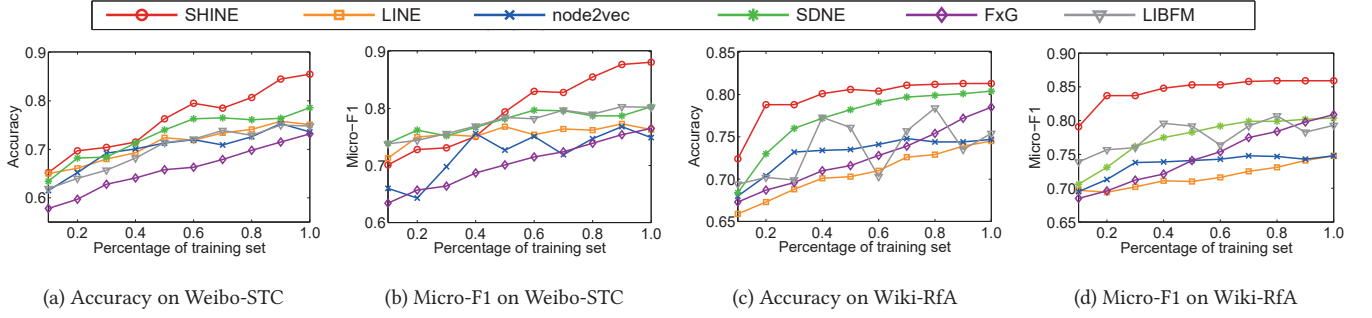 SHINE LINE node2vec SDNE FxG LIBFM
0.9
0.8
0.7
0.6
Accuracy
0.2 0.4 0.6 0.8 1.0
Percentage of training set
(a) Accuracy on Weibo-STC
0.9
0.8
0.7
0.6
Micro−F1
0.2 0.4 0.6 0.8 1.0
Percentage of training set
(b) Micro-F1 on Weibo-STC
0.85
0.80
0.75
0.70
0.65
Accuracy
0.2 0.4 0.6 0.8 1.0
Percentage of training set
(c) Accuracy on Wiki-RfA
0.90
0.85
0.80
0.75
0.70
0.65
Micro−F1
0.2 0.4 0.6 0.8 1.0
Percentage of training set
(d) Micro-F1 on Wiki-RfA